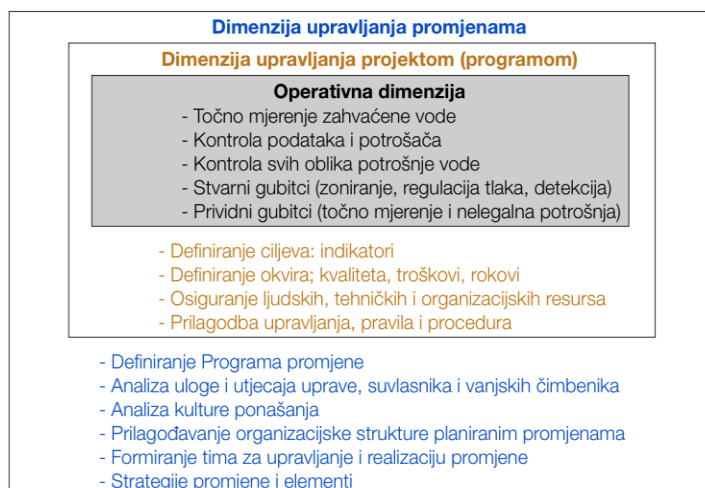 Dimenzija upravljanja promjenama
Dimenzija upravljanja projektom (programom)
Operativna dimenzija
- Točno mjerenje zahvaćene vode
- Kontrola podataka i potrošača
- Kontrola svih oblika potrošnje vode
- Stvarni gubitci (zoniranje, regulacija tlaka, detekcija)
- Prividni gubitci (točno mjerenje i nelegalna potrošnja)
- Definiranje ciljeva: indikatori
- Definiranje okvira; kvaliteta, troškovi, rokovi
- Osiguranje ljudskih, tehničkih i organizacijskih resursa
- Prilagodba upravljanja, pravila i procedura
- Definiranje Programa promjene
- Analiza uloge i utjecaja uprave, suvlasnika i vanjskih čimbenika
- Analiza kulture ponašanja
- Prilagođavanje organizacijske strukture planiranim promjenama
- Formiranje tima za upravljanje i realizaciju promjene
- Strategije promjene i elementi